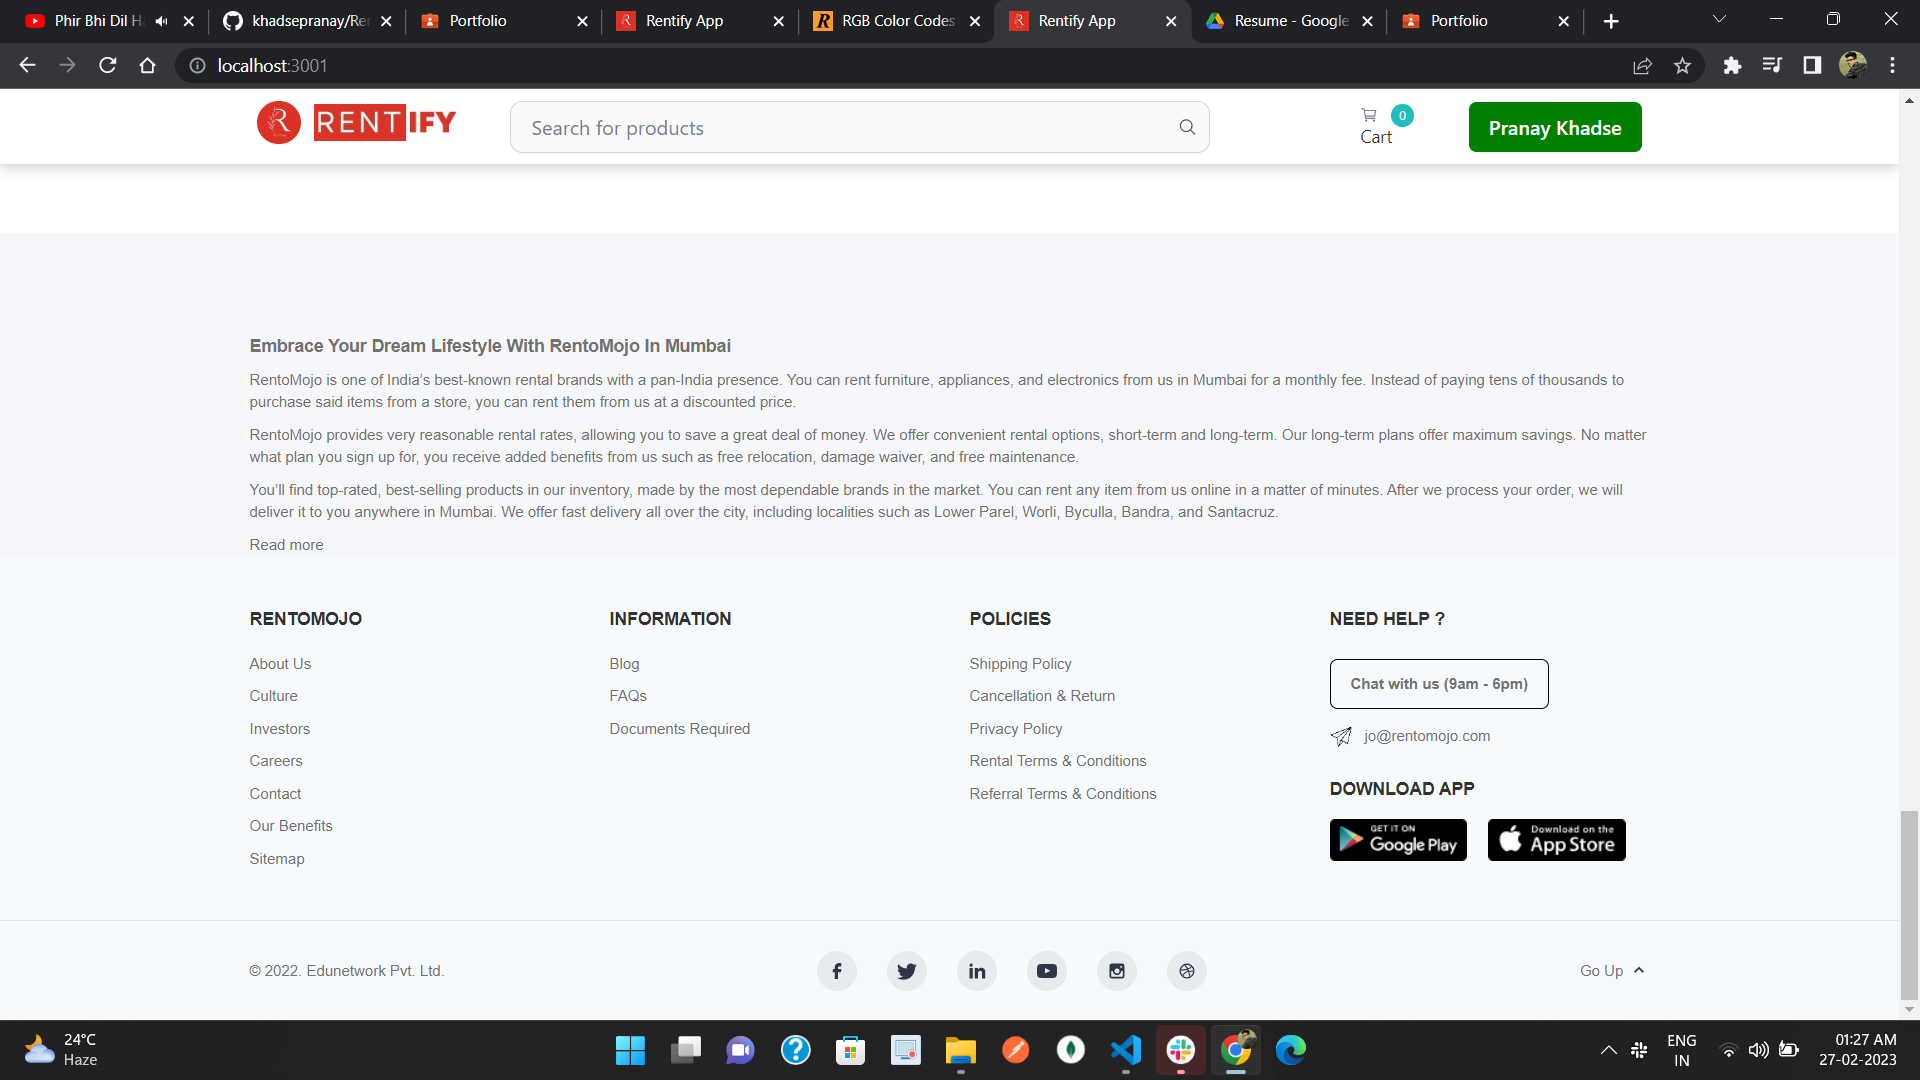 Phir Bhi Dil H
khadsepranay/Re
Portfolio
Rentify App
RGB Color Codes
Rentify App
Resume - Google
Portfolio
localhost:3001
R RENTIFY
Search for products
0
Cart
Pranay Khadse
Embrace Your Dream Lifestyle With RentoMojo In Mumbai
RentoMojo is one of India’s best-known rental brands with a pan-India presence. You can rent furniture, appliances, and electronics from us in Mumbai for a monthly fee. Instead of paying tens of thousands to
purchase said items from a store, you can rent them from us at a discounted price.
RentoMojo provides very reasonable rental rates, allowing you to save a great deal of money. We offer convenient rental options, short-term and long-term. Our long-term plans offer maximum savings. No matter
what plan you sign up for, you receive added benefits from us such as free relocation, damage waiver, and free maintenance.
You’ll find top-rated, best-selling products in our inventory, made by the most dependable brands in the market. You can rent any item from us online in a matter of minutes. After we process your order, we will
deliver it to you anywhere in Mumbai. We offer fast delivery all over the city, including localities such as Lower Parel, Worli, Byculla, Bandra, and Santacruz.
Read more
RENTOMOJO
About Us
Culture
Investors
Careers
Contact
Our Benefits
Sitemap
INFORMATION
Blog
FAQs
Documents Required
POLICIES
Shipping Policy
Cancellation & Return
Privacy Policy
Rental Terms & Conditions
Referral Terms & Conditions
NEED HELP ?
Chat with us (9am - 6pm)
jo@rentomojo.com
DOWNLOAD APP
GET IT ON
Google Play
Download on the
App Store
© 2022. Edunetwork Pvt. Ltd.
Go Up
24°C
Haze
ENG
IN
01:27 AM
27-02-2023